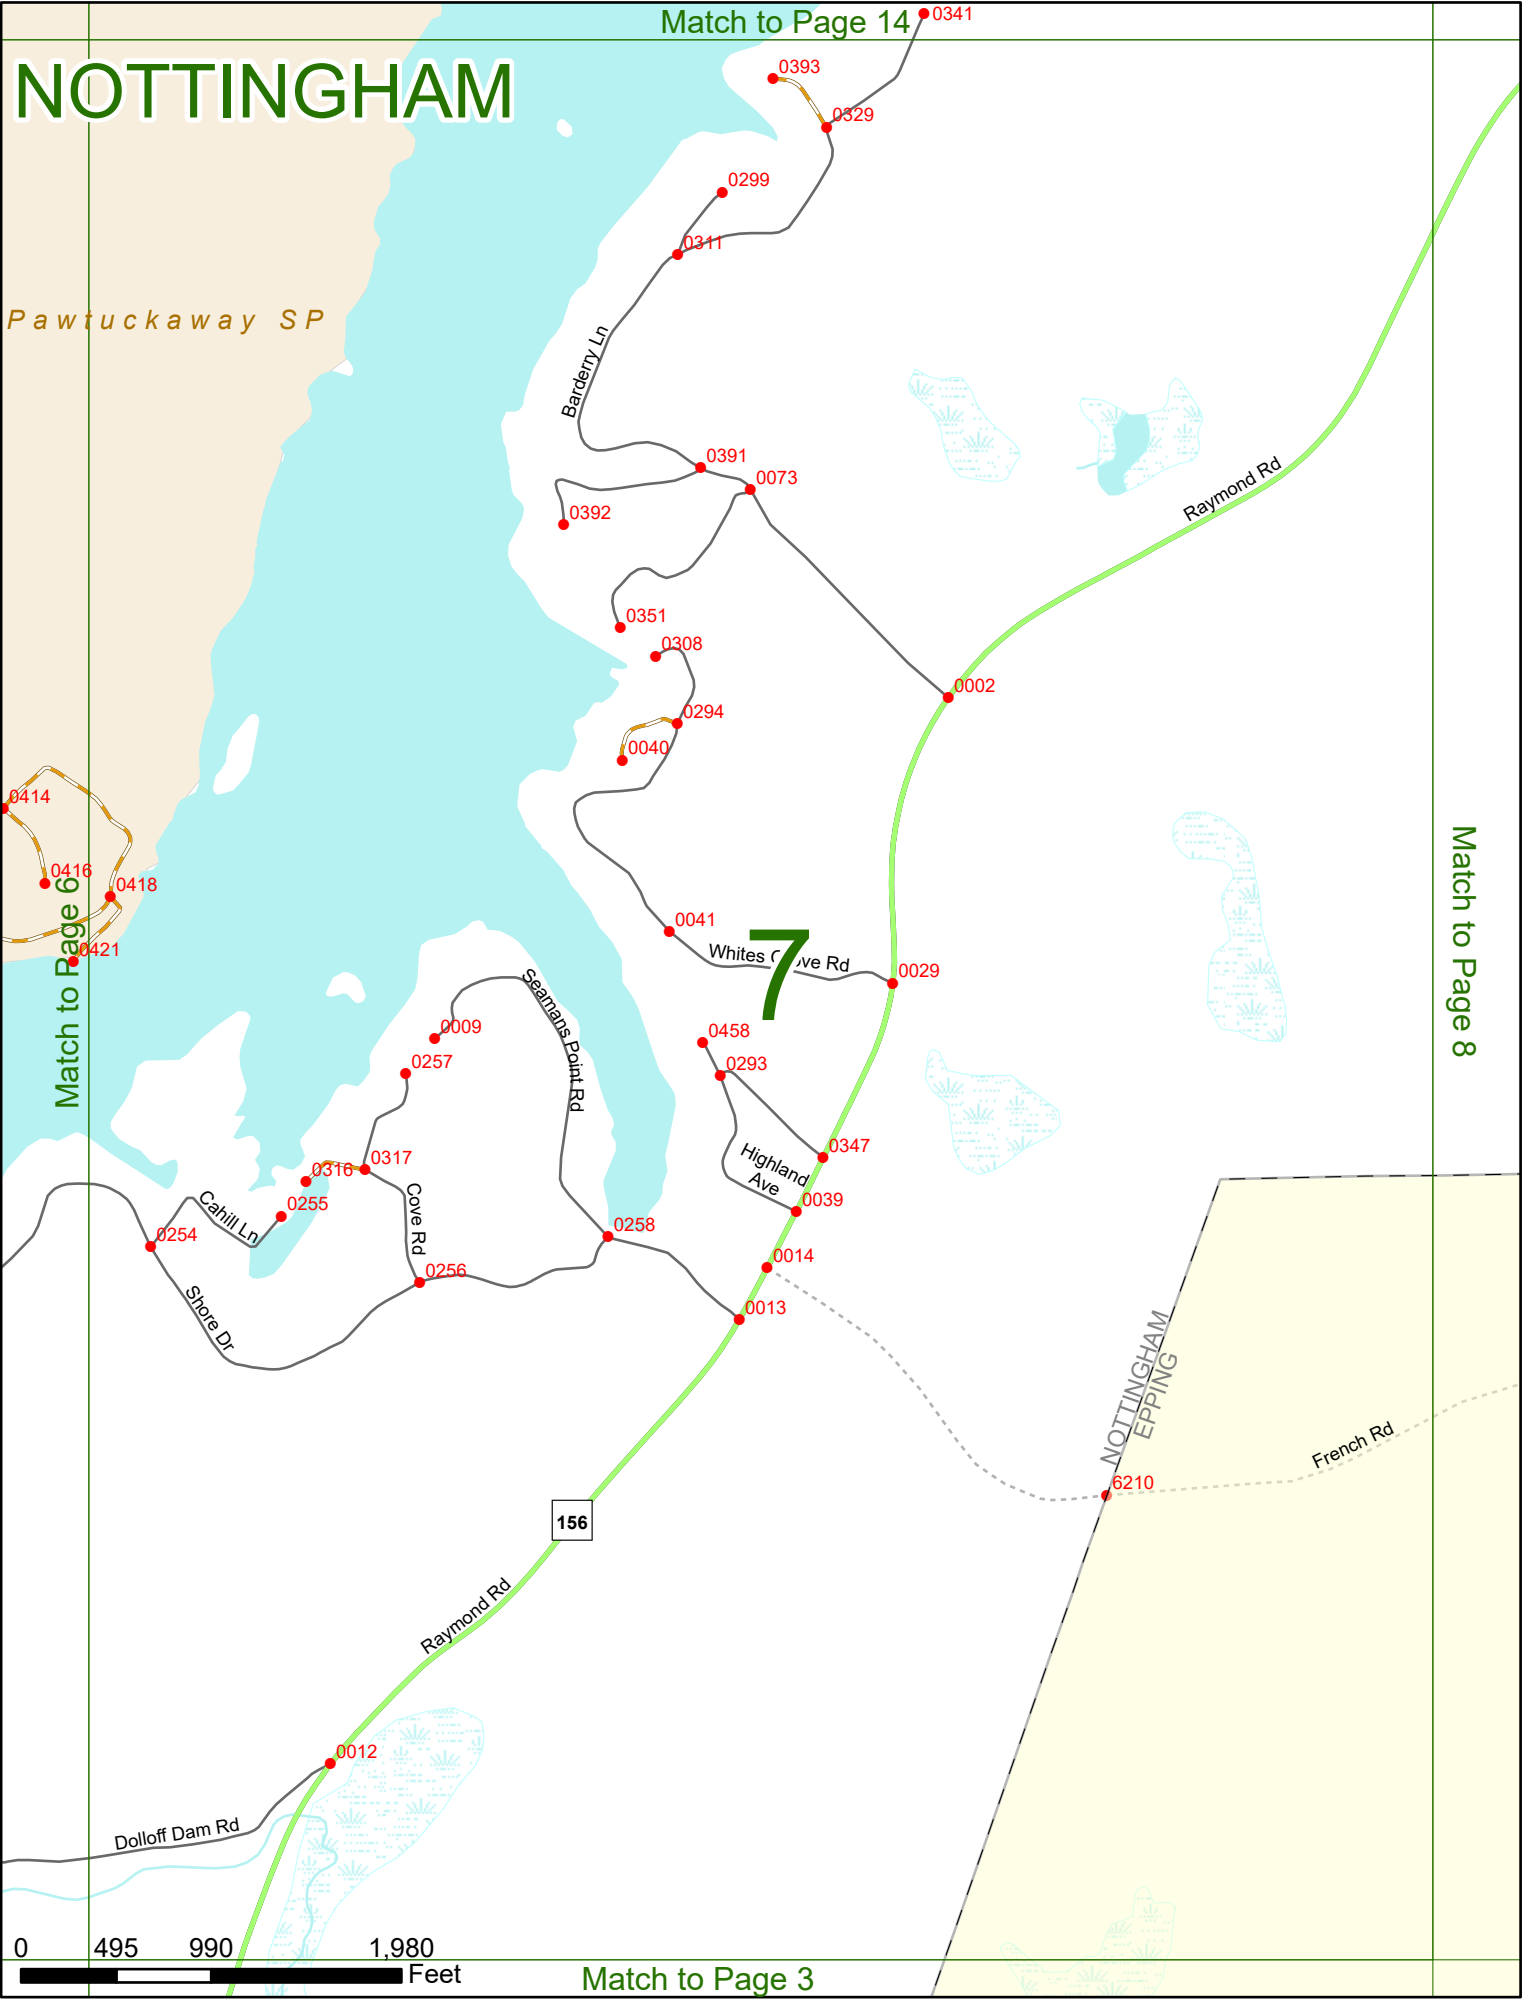 Match to Page 14
0341
NOTTINGHAM
0393
0329
0299
0311
Pawtuckaway SP
Barderry Ln
0391
0073
Raymond Rd
0392
0351
0308
0002
0294
0040
0414
0416
0418
Match to Page 6
0421
Match to Page 8
0041
7
Whites Grove Rd
0029
Seamans Point Rd
0009
0458
0257
0293
0347
Highland
Ave
0317
0316
Cahill Ln
0255
Cove Rd
0039
0254
0258
0014
0256
Shore Dr
0013
NOTTINGHAM
EPPING
French Rd
6210
156
Raymond Rd
0012
Dolloff Dam Rd
0 495 990 1,980
Feet
Match to Page 3